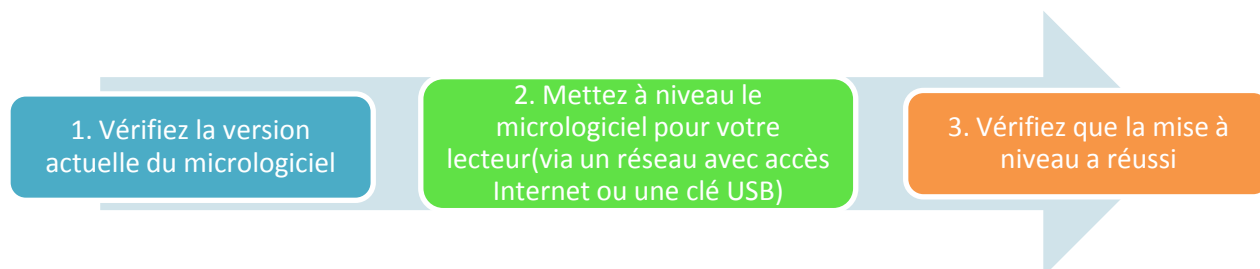 1. Vérifiez la version
actuelle du micrologiciel
2. Mettez à niveau le
micrologiciel pour votre
lecteur(via un réseau avec accès
Internet ou une clé USB)
3. Vérifiez que la mise à
niveau a réussi